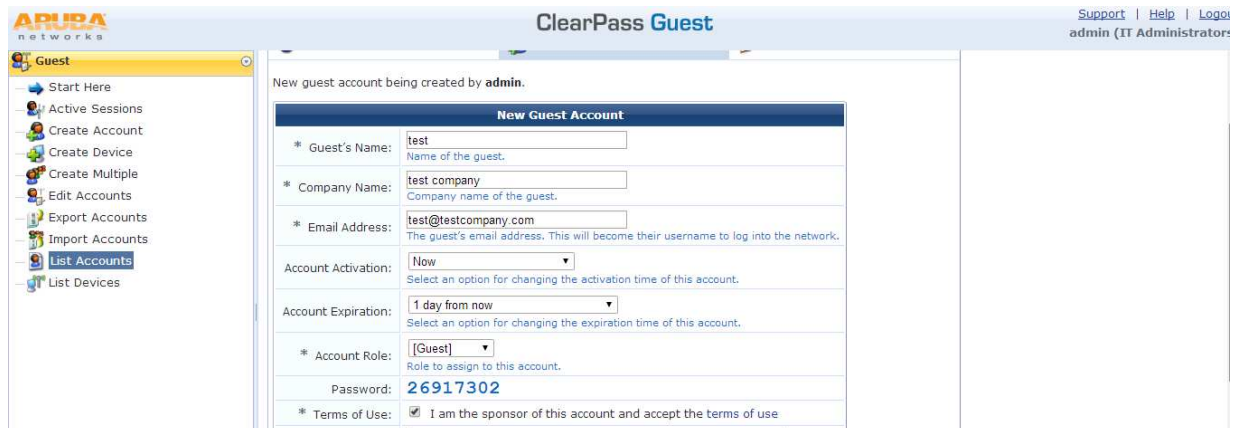 ARUBA
networks
ClearPass Guest
Support | Help | Logou
admin (IT Administrators
Guest
Start Here
Active Sessions
Create Account
Create Device
Create Multiple
Edit Accounts
Export Accounts
Import Accounts
List Accounts
List Devices
New guest account being created by admin.
New Guest Account
* Guest's Name: test
Name of the guest.
* Company Name: test company
Company name of the guest.
* Email Address: test@testcompany.com
The guest's email address. This will become their username to log into the network.
Account Activation: Now
Select an option for changing the activation time of this account.
Account Expiration: 1 day from now
Select an option for changing the expiration time of this account.
* Account Role: [Guest]
Role to assign to this account.
Password: 26917302
* Terms of Use: I am the sponsor of this account and accept the terms of use